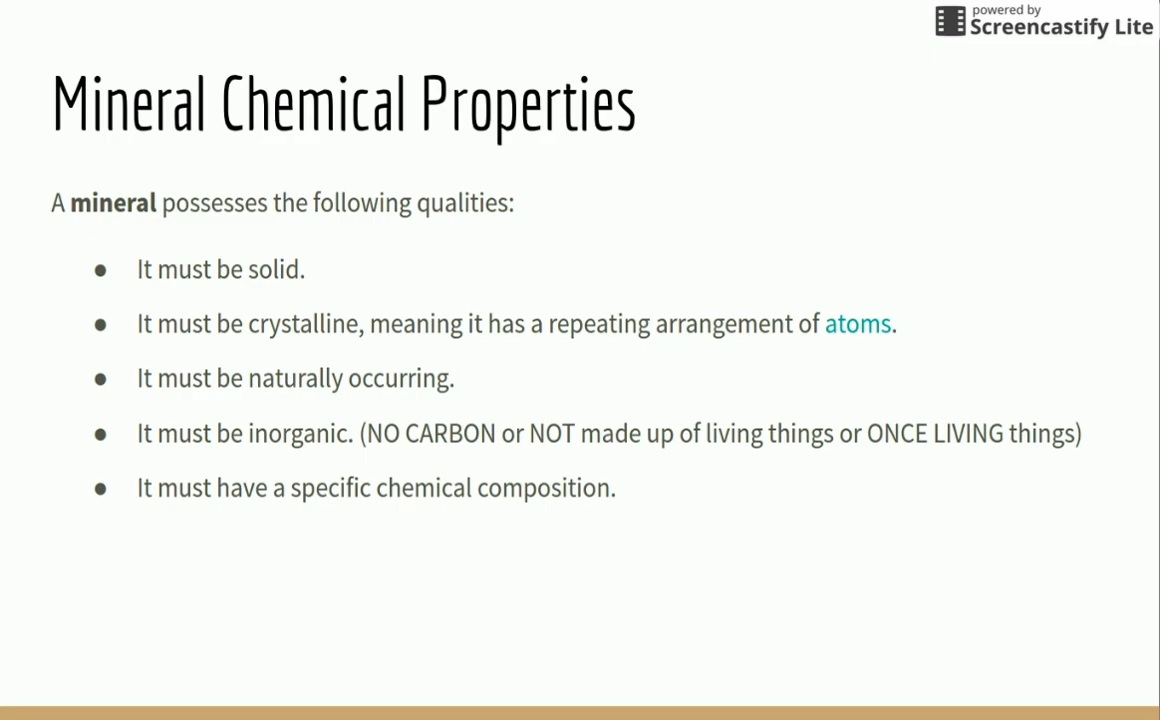 powered by
Screencastify Lite
Mineral Chemical Properties
A mineral possesses the following qualities:
● It must be solid.
● It must be crystalline, meaning it has a repeating arrangement of atoms.
● It must be naturally occurring.
● It must be inorganic. (NO CARBON or NOT made up of living things or ONCE LIVING things)
● It must have a specific chemical composition.